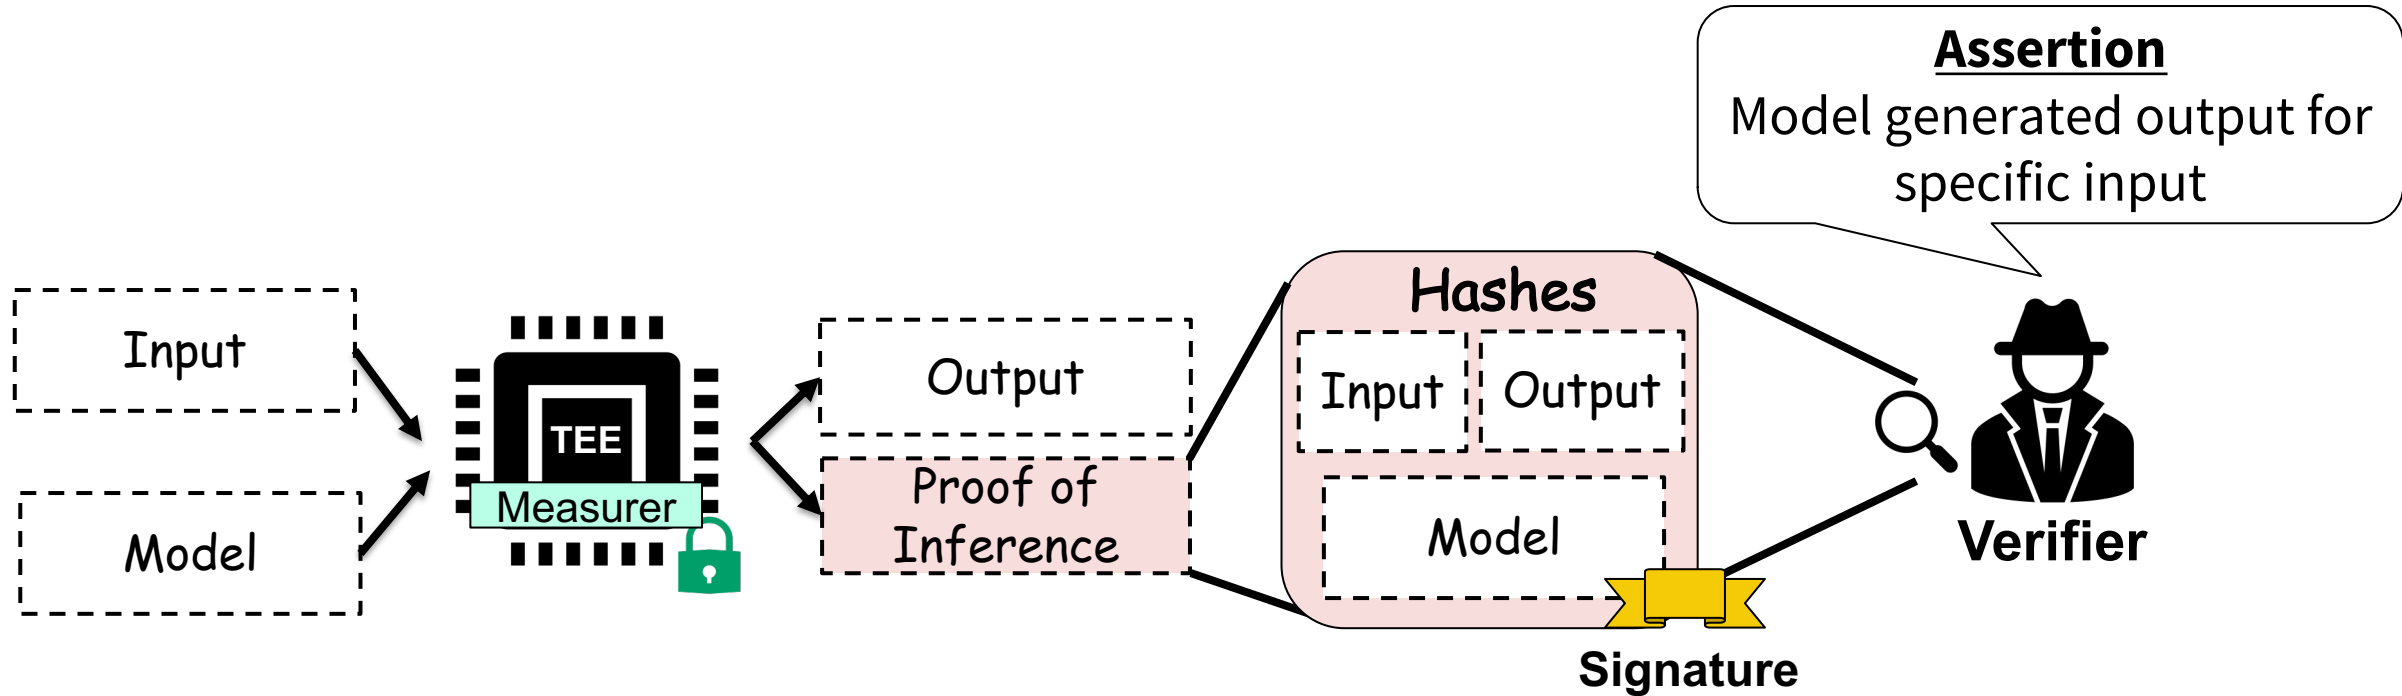 Assertion
Model generated output for
specific input
Input
Model
TEE
Measurer
Output
Proof of
Inference
Hashes
Input
Output
Model
Signature
Verifier